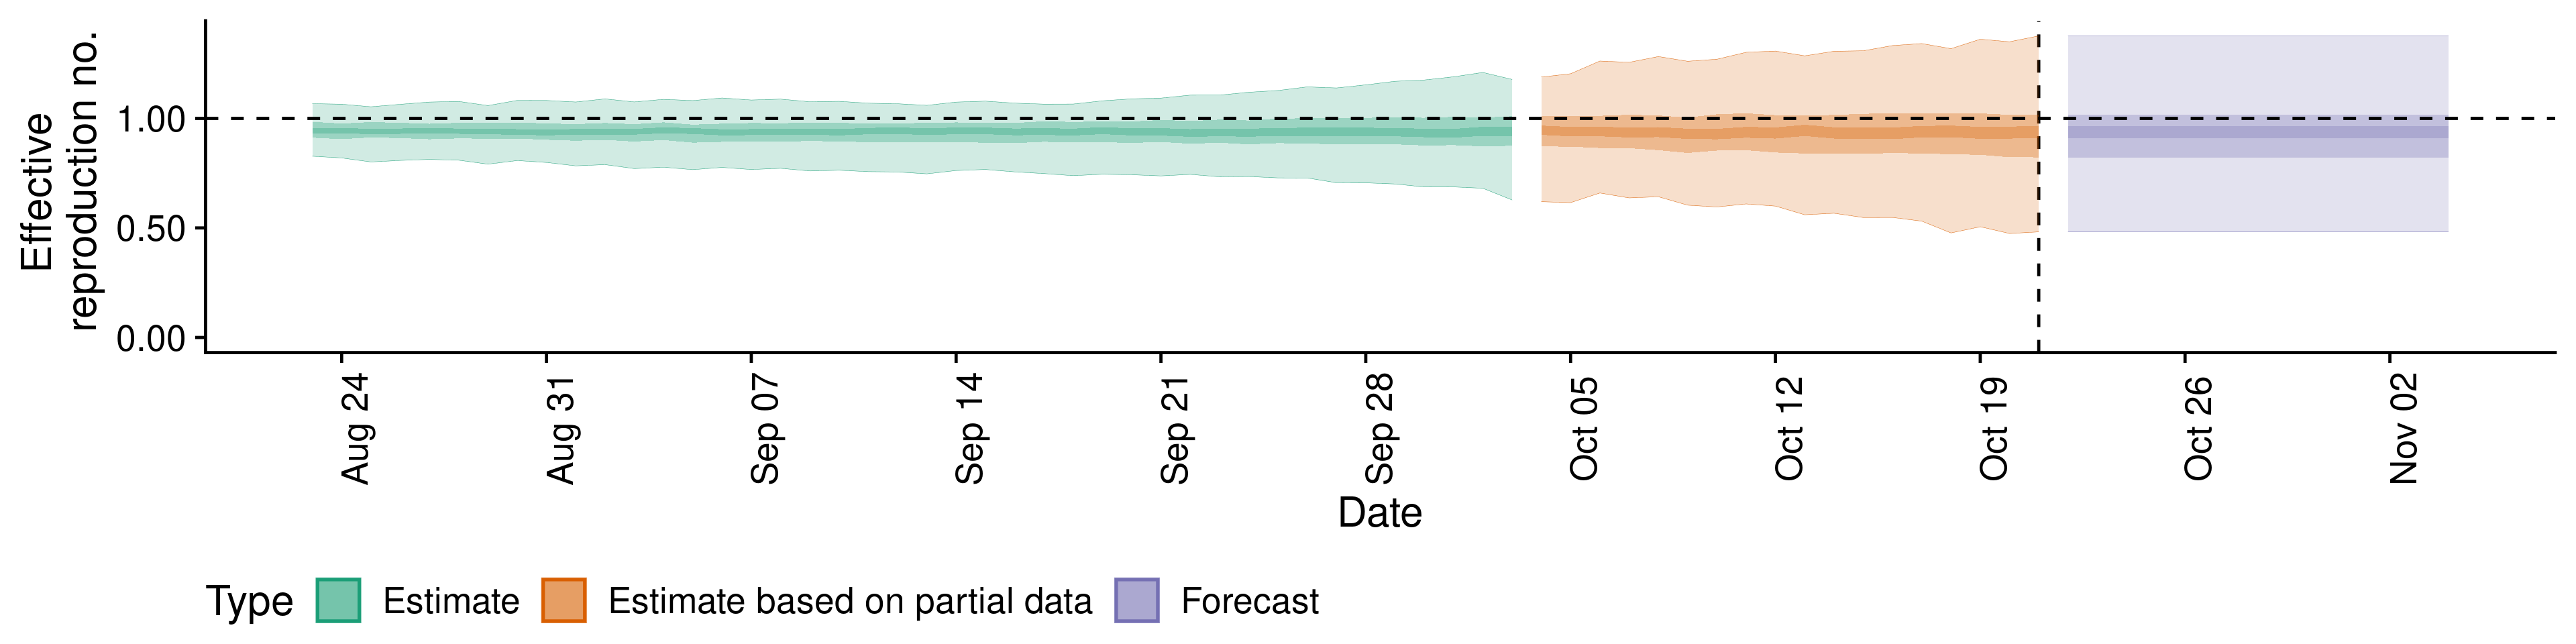 Effective
reproduction no.
1.00
0.50
0.00
Aug 24
Aug 31
Sep 07
Sep 14
Sep 21
Sep 28
Oct 05
Oct 12
Oct 19
Oct 26
Nov 02
Date
Type Estimate Estimate based on partial data Forecast